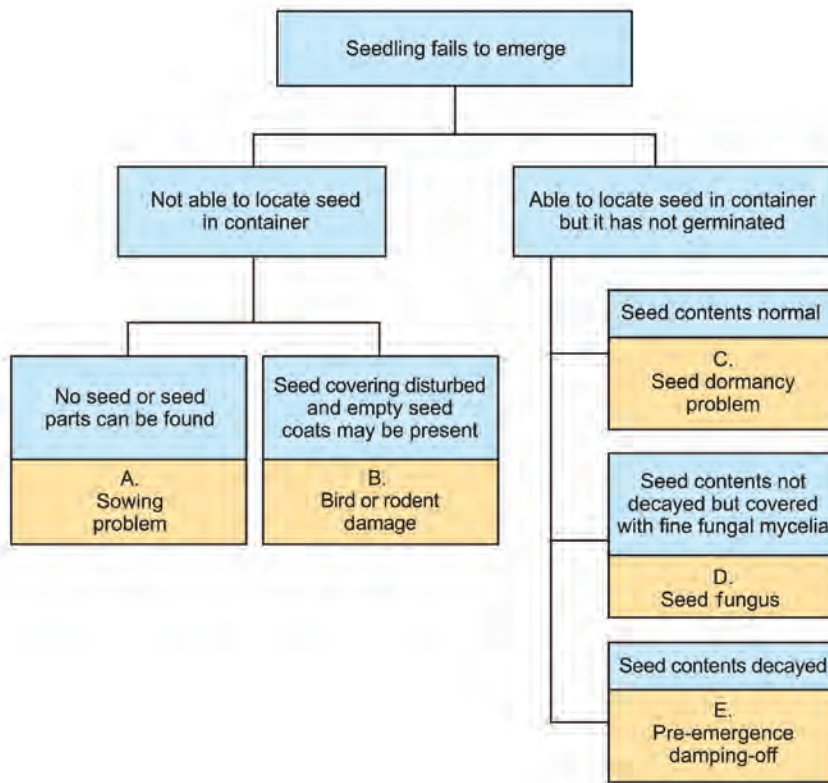 Seedling fails to emerge
Not able to locate seed
in container
Able to locate seed in container
but it has not germinated
No seed or seed
parts can be found
A.
Sowing
problem
Seed covering disturbed
and empty seed
coats may be present
B.
Bird or rodent
damage
Seed contents normal
C.
Seed dormancy
problem
Seed contents not
decayed but covered
with fine fungal mycelia
D.
Seed fungus
Seed contents decayed
E.
Pre-emergence
damping-off